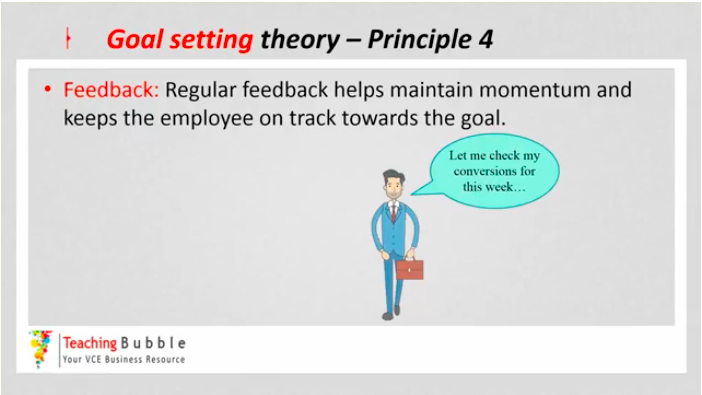 Goal setting theory – Principle 4
• Feedback: Regular feedback helps maintain momentum and
keeps the employee on track towards the goal.
Let me check my
conversions for
this week...
Teaching Bubble
Your VCE Business Resource